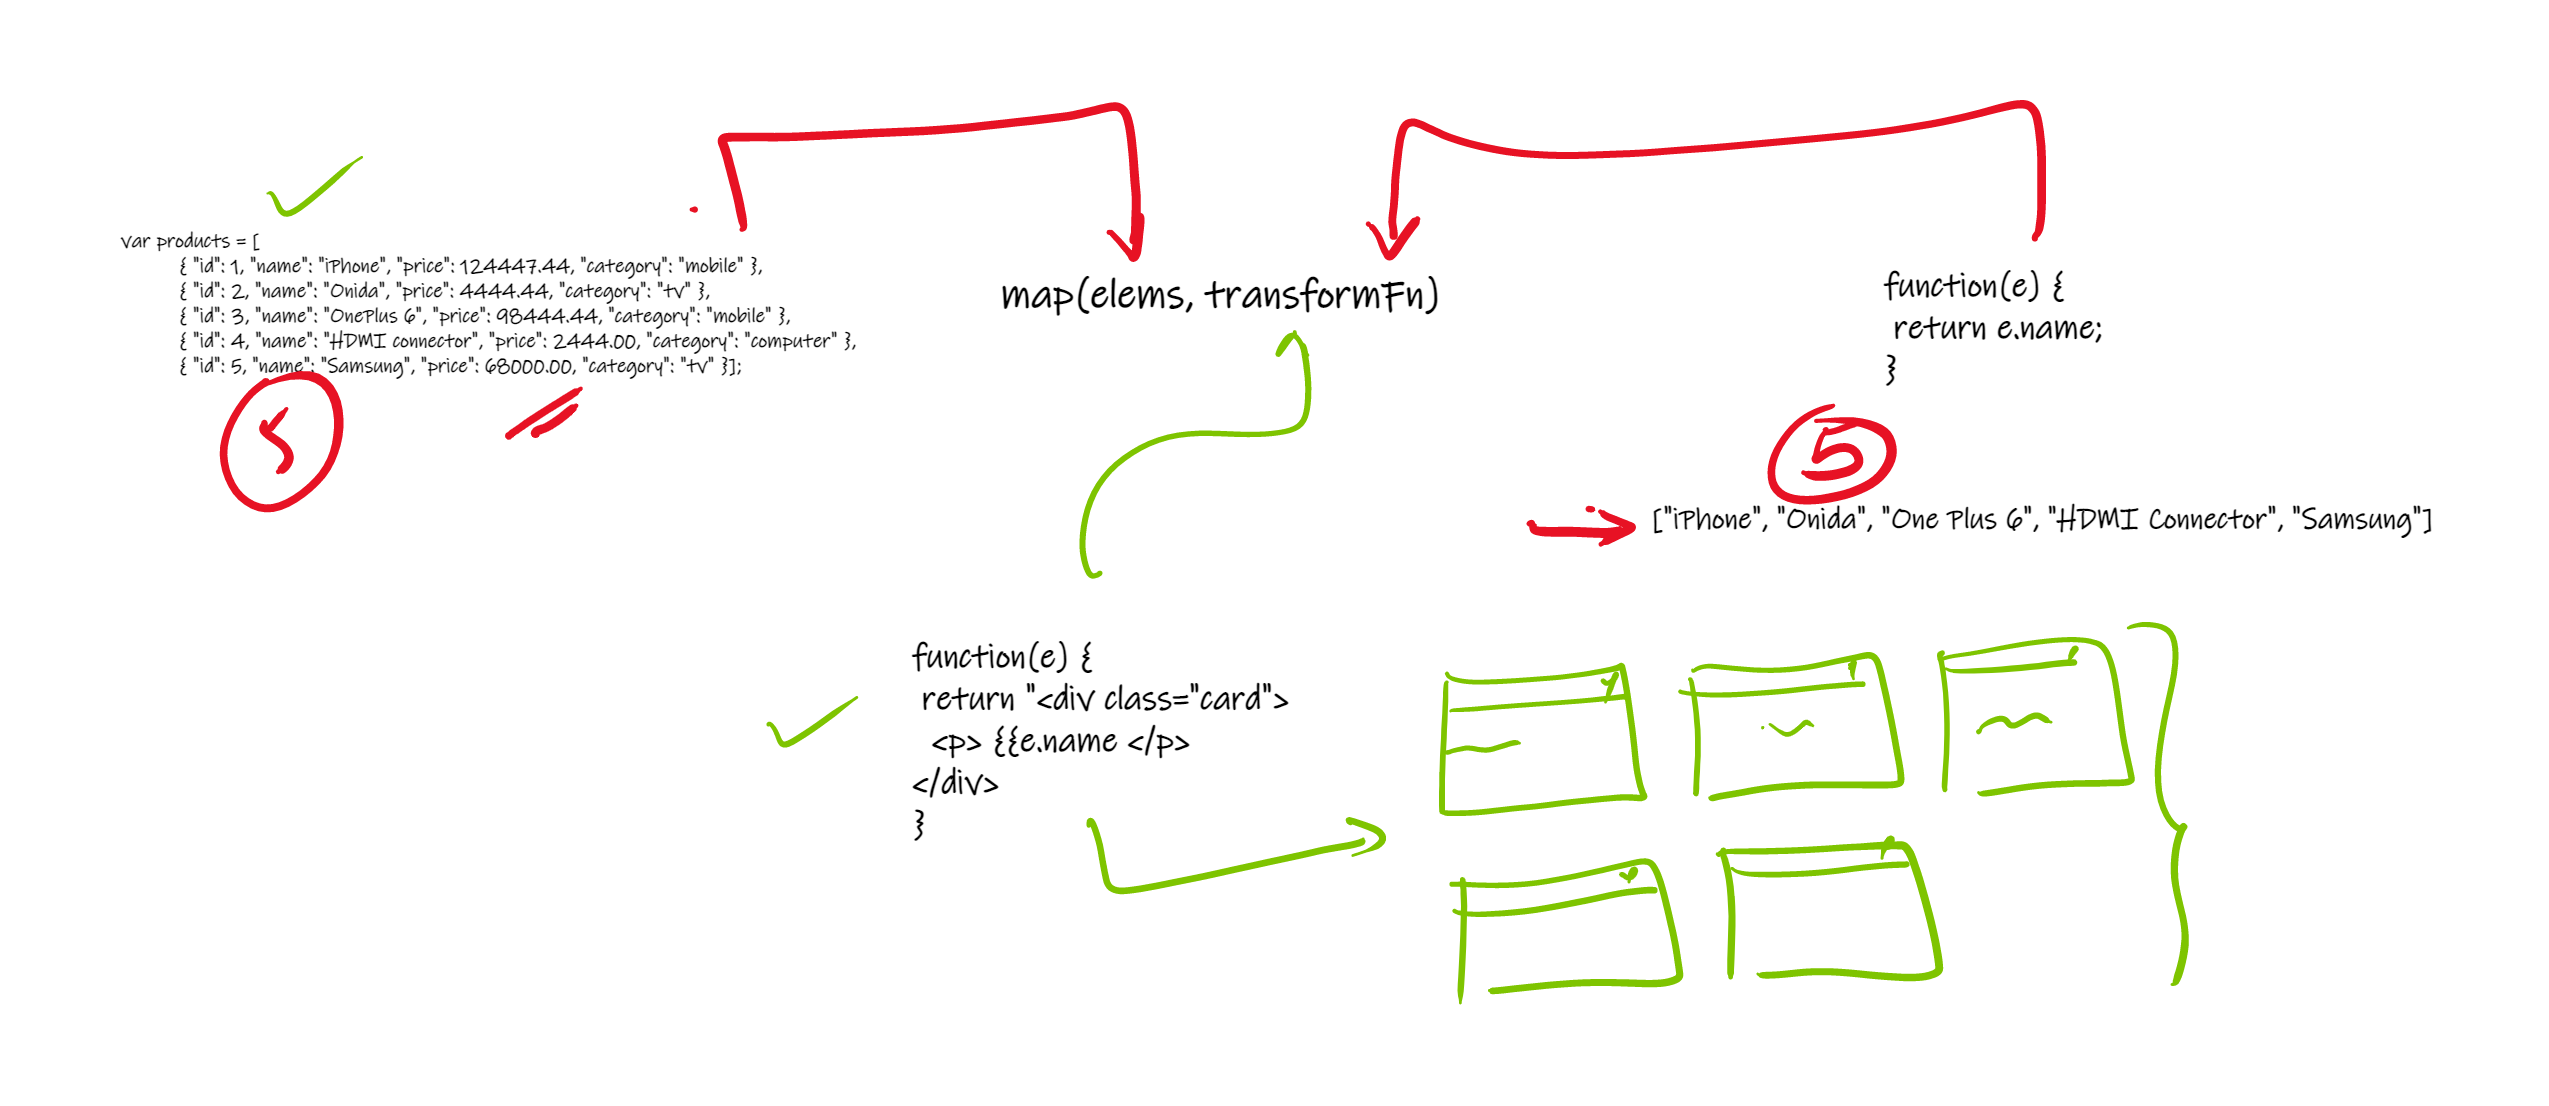 var products = [
{ "id": 1, "name": "iPhone", "price": 124447.44, "category": "mobile" },
{ "id": 2, "name": "Onida", "price": 4444.44, "category": "tv" },
{ "id": 3, "name": "OnePlus 6", "price": 98444.44, "category": "mobile" },
{ "id": 4, "name": "HDMI connector", "price": 2444.00, "category": "computer" },
{ "id": 5, "name": "Samsung", "price": 68000.00, "category": "tv" }];
5
map(elems, transformFn)
function(e) {
return e.name;
}
5
["iPhone", "Onida", "One Plus 6", "HDMI Connector", "Samsung"]
function(e) {
return "<div class="card">
<p> {{e.name </p>
</div>
}